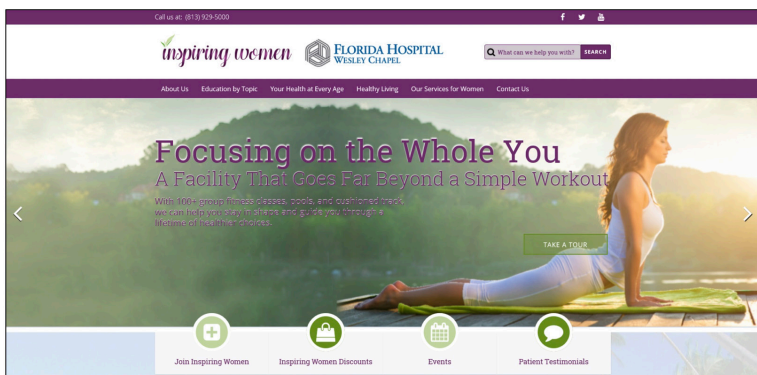 Call us at: (813) 929-5000
inspiring women
FLORIDA HOSPITAL
WESLEY CHAPEL
What can we help you with?
SEARCH
About Us Education by Topic Your Health at Every Age Healthy Living Our Services for Women Contact Us
Focusing on the Whole You
A Facility That Goes Far Beyond a Simple Workout
With 100+ group fitness classes, pools, and cushioned track,
we can help you stay in shape and guide you through a
lifetime of healthier choices.
TAKE A TOUR
Join Inspiring Women Inspiring Women Discounts Events Patient Testimonials